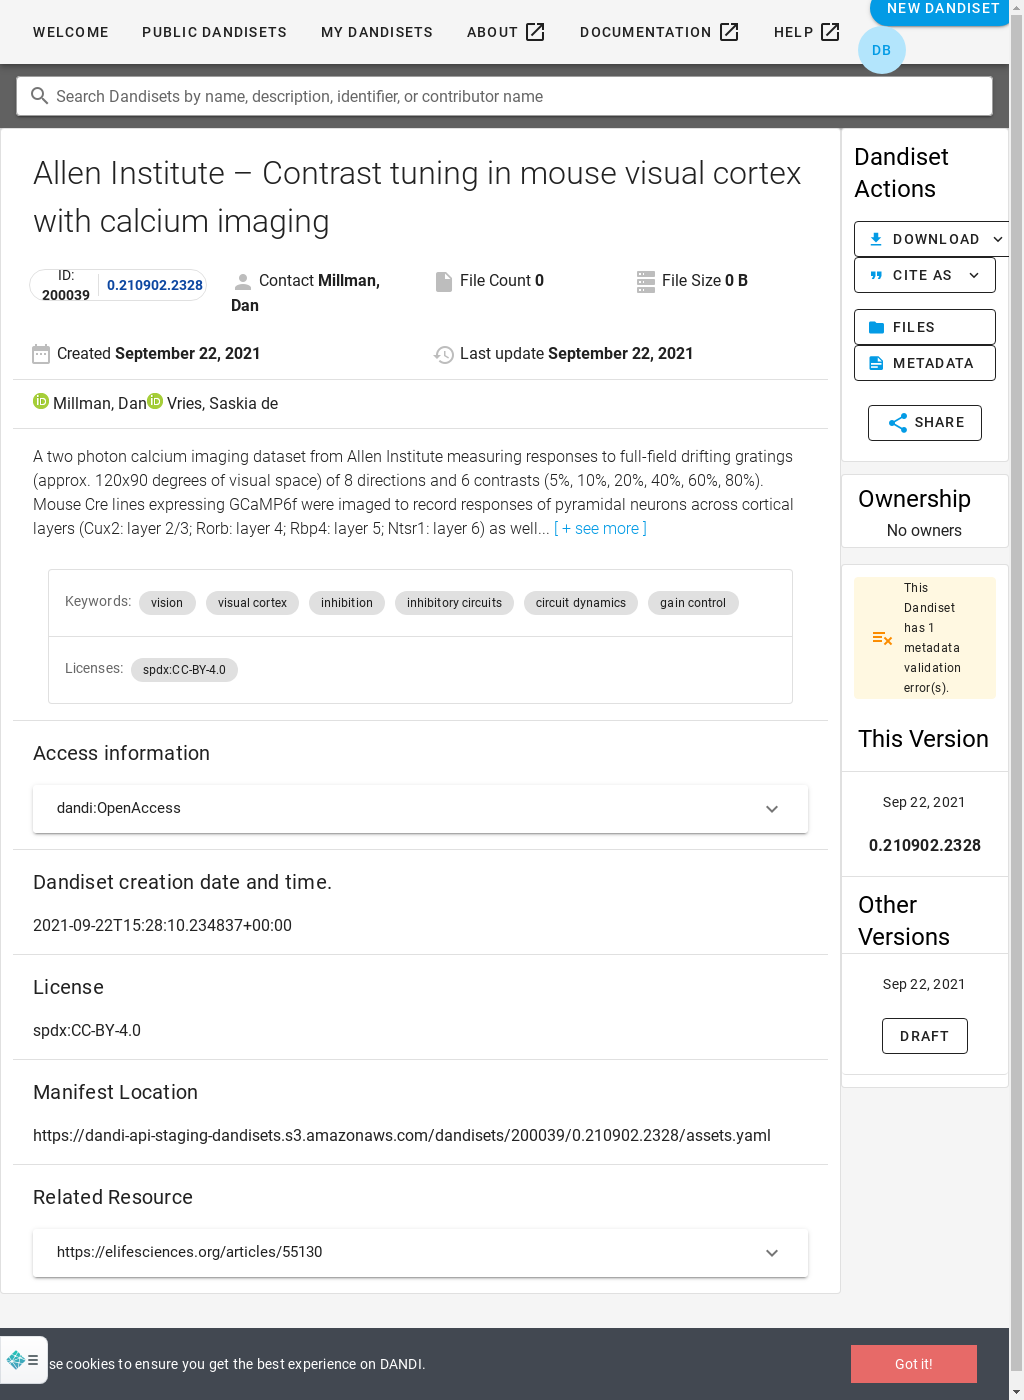 WELCOME
PUBLIC DANDISETS
MY DANDISETS
ABOUT
DOCUMENTATION
HELP
NEW DANDISET
DB
Search Dandisets by name, description, identifier, or contributor name
Allen Institute – Contrast tuning in mouse visual cortex
with calcium imaging
ID:
200039
0.210902.2328
Contact Millman,
Dan
File Count 0
File Size 0 B
Created September 22, 2021
Last update September 22, 2021
Millman, Dan Vries, Saskia de
A two photon calcium imaging dataset from Allen Institute measuring responses to full-field drifting gratings
(approx. 120x90 degrees of visual space) of 8 directions and 6 contrasts (5%, 10%, 20%, 40%, 60%, 80%).
Mouse Cre lines expressing GCaMP6f were imaged to record responses of pyramidal neurons across cortical
layers (Cux2: layer 2/3; Rorb: layer 4; Rbp4: layer 5; Ntsr1: layer 6) as well... [ + see more ]
Keywords: vision visual cortex inhibition inhibitory circuits circuit dynamics gain control
Licenses: spdx:CC-BY-4.0
Access information
dandi:OpenAccess
Dandiset creation date and time.
2021-09-22T15:28:10.234837+00:00
License
spdx:CC-BY-4.0
Manifest Location
https://dandi-api-staging-dandisets.s3.amazonaws.com/dandisets/200039/0.210902.2328/assets.yaml
Related Resource
https://elifesciences.org/articles/55130
Dandiset
Actions
DOWNLOAD
CITE AS
FILES
METADATA
SHARE
Ownership
No owners
This
Dandiset
has 1
metadata
validation
error(s).
This Version
Sep 22, 2021
0.210902.2328
Other
Versions
Sep 22, 2021
DRAFT
se cookies to ensure you get the best experience on DANDI.
Got it!